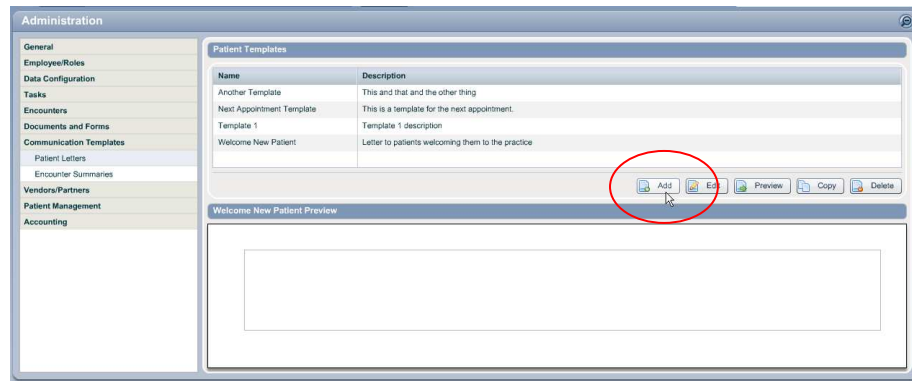 Administration
General
Employee/Roles
Data Configuration
Tasks
Encounters
Documents and Forms
Communication Templates
Patient Letters
Encounter Summaries
Vendors/Partners
Patient Management
Accounting
Patient Templates
Name Description
Another Template This and that and the other thing
Next Appointment Template This is a template for the next appointment.
Template 1 Template 1 description
Welcome New Patient Letter to patients welcoming them to the practice
Add Edit Preview Copy Delete
Welcome New Patient Preview